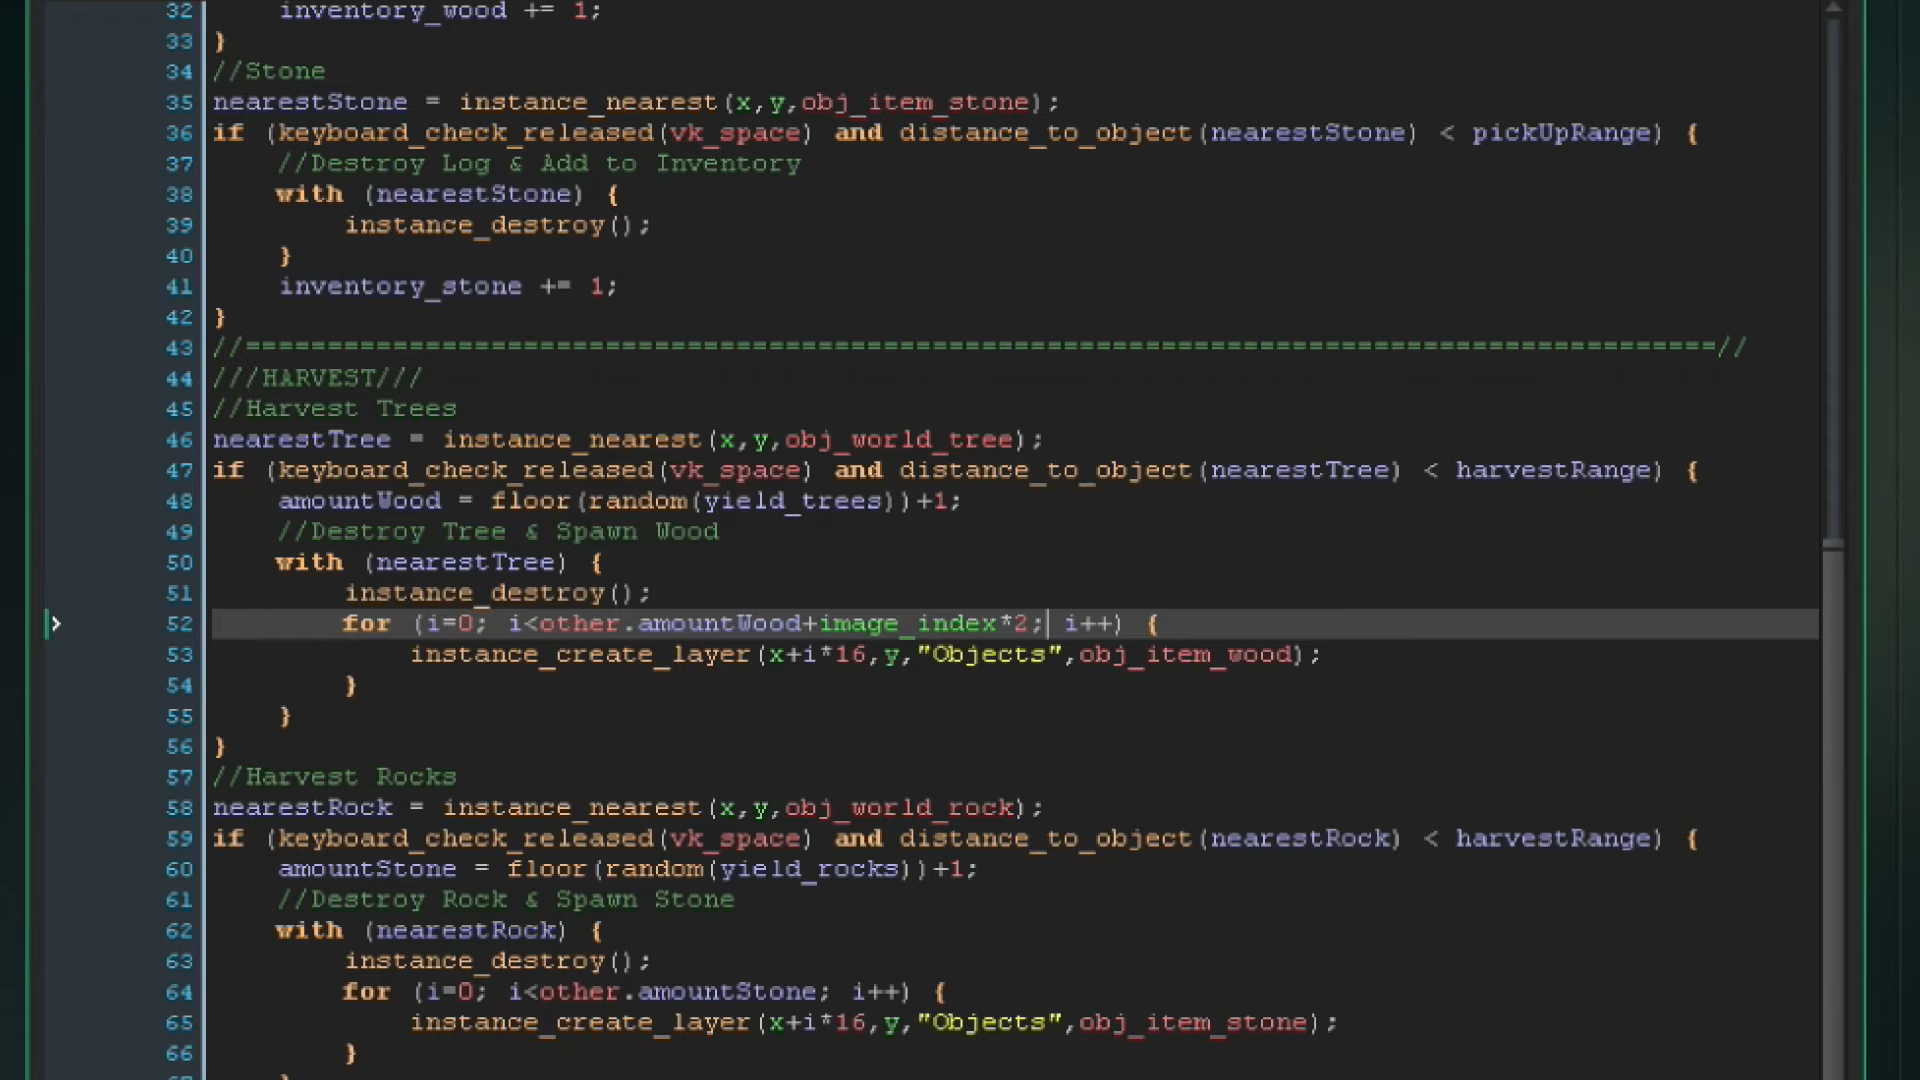 32 inventory_wood += 1;
33 }
34 //Stone
35 nearestStone = instance_nearest(x,y,obj_item_stone);
36 if (keyboard_check_released(vk_space) and distance_to_object(nearestStone) < pickUpRange) {
37 //Destroy Log & Add to Inventory
38 with (nearestStone) {
39 instance_destroy();
40 }
41 inventory_stone += 1;
42 }
43 //==========================================================================================//
44 ///HARVEST///
45 //Harvest Trees
46 nearestTree = instance_nearest(x,y,obj_world_tree);
47 if (keyboard_check_released(vk_space) and distance_to_object(nearestTree) < harvestRange) {
48 amountWood = floor(random(yield_trees))+1;
49 //Destroy Tree & Spawn Wood
50 with (nearestTree) {
51 instance_destroy();
52 for (i=0; i<other.amountWood+image_index*2; i++) {
53 instance_create_layer(x+i*16,y,"Objects",obj_item_wood);
54 }
55 }
56 }
57 //Harvest Rocks
58 nearestRock = instance_nearest(x,y,obj_world_rock);
59 if (keyboard_check_released(vk_space) and distance_to_object(nearestRock) < harvestRange) {
60 amountStone = floor(random(yield_rocks))+1;
61 //Destroy Rock & Spawn Stone
62 with (nearestRock) {
63 instance_destroy();
64 for (i=0; i<other.amountStone; i++) {
65 instance_create_layer(x+i*16,y,"Objects",obj_item_stone);
66 }